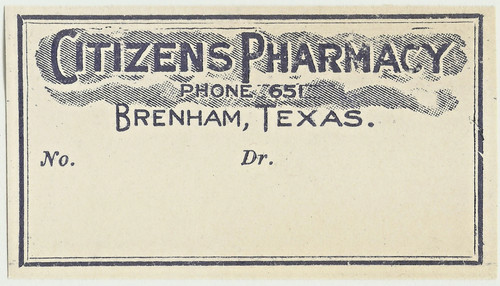 CITIZENS PHARMACY
PHONE 651
BRENHAM, TEXAS.
No. Dr.